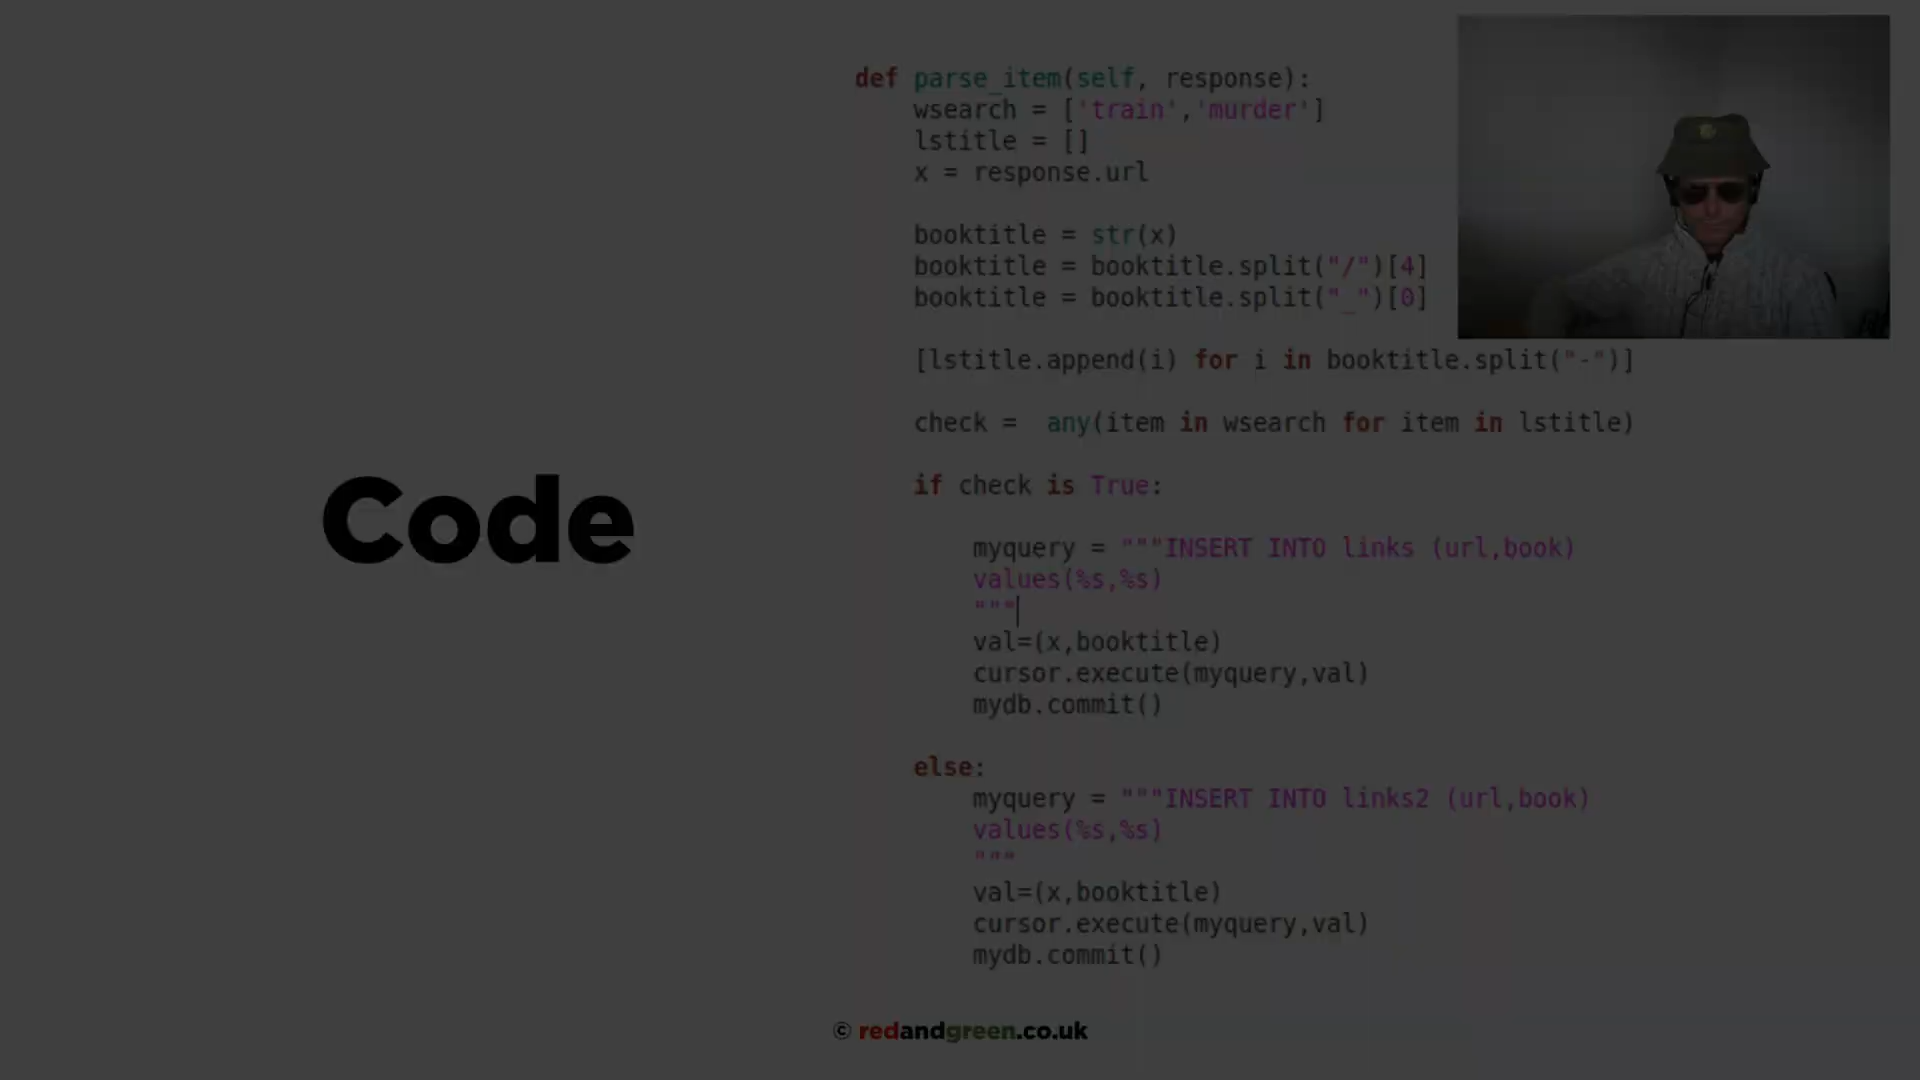 Code
def parse_item(self, response):
    wsearch = ['train','murder']
    lstitle = []
    x = response.url
    booktitle = str(x)
    booktitle = booktitle.split("/")[4]
    booktitle = booktitle.split("_")[0]
    [lstitle.append(i) for i in booktitle.split("-")]
    check =  any(item in wsearch for item in lstitle)
    if check is True:
        myquery = """INSERT INTO links (url,book)
        values(%s,%s)
        """
        val=(x,booktitle)
        cursor.execute(myquery,val)
        mydb.commit()
    else:
        myquery = """INSERT INTO links2 (url,book)
        values(%s,%s)
        """
        val=(x,booktitle)
        cursor.execute(myquery,val)
        mydb.commit()
© redandgreen.co.uk